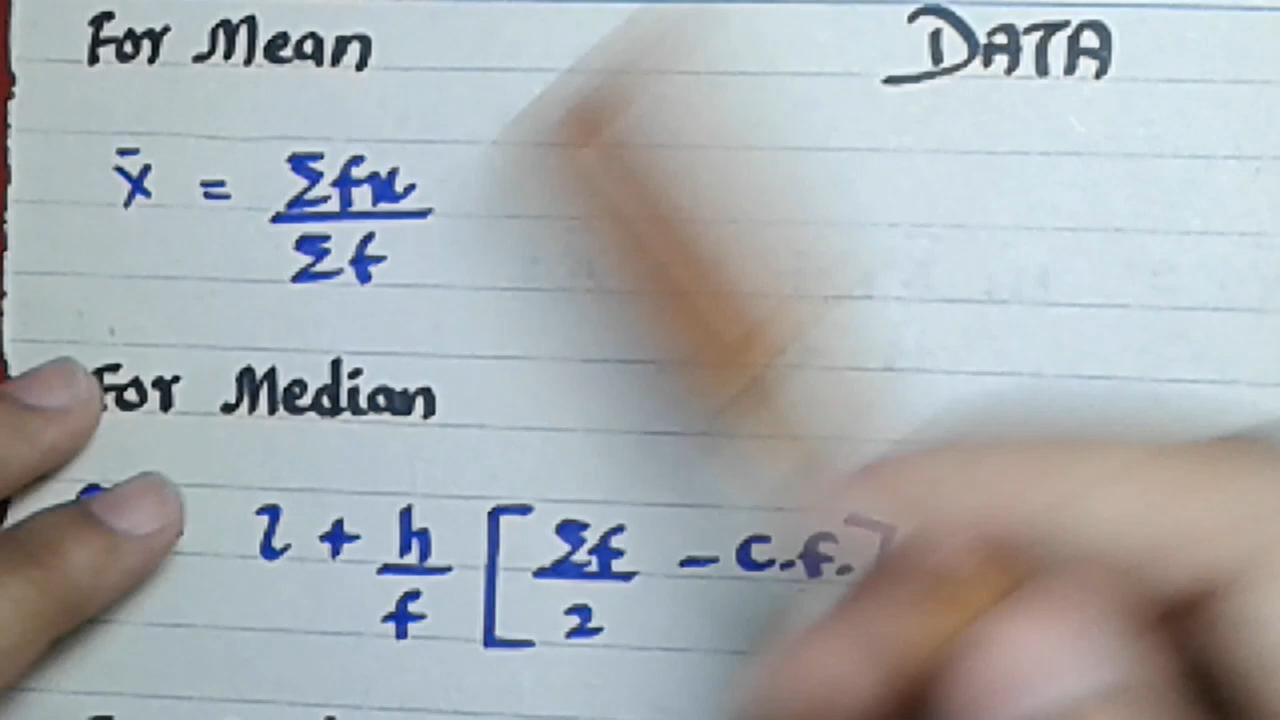 For Mean DATA
x̄ = Σfx / Σf
For Median
l + h/f [ Σf/2 - c.f. ]